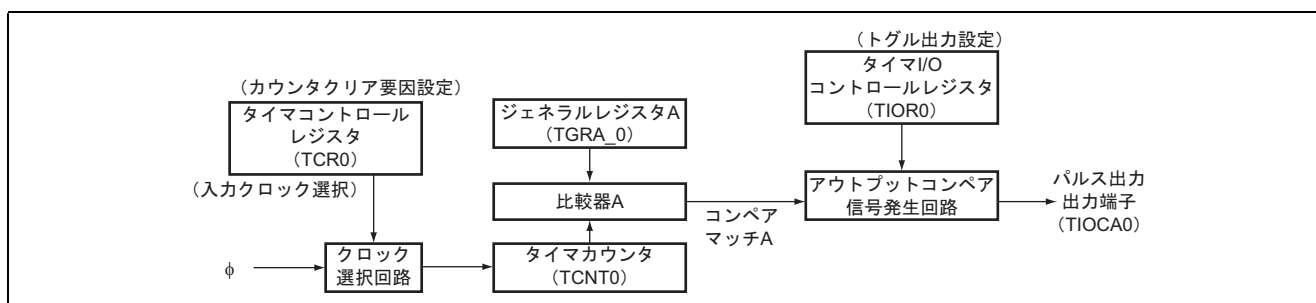 （カウンタクリア要因設定）
タイマコントロール
レジスタ
(TCR0)
（入力クロック選択）
φ
クロック
選択回路
ジェネラルレジスタA
(TGRA_0)
比較器A
タイマカウンタ
(TCNT0)
コンペア
マッチA
（トグル出力設定）
タイマI/O
コントロールレジスタ
(TIOR0)
アウトプットコンペア
信号発生回路
パルス出力
出力端子
(TIOCA0)